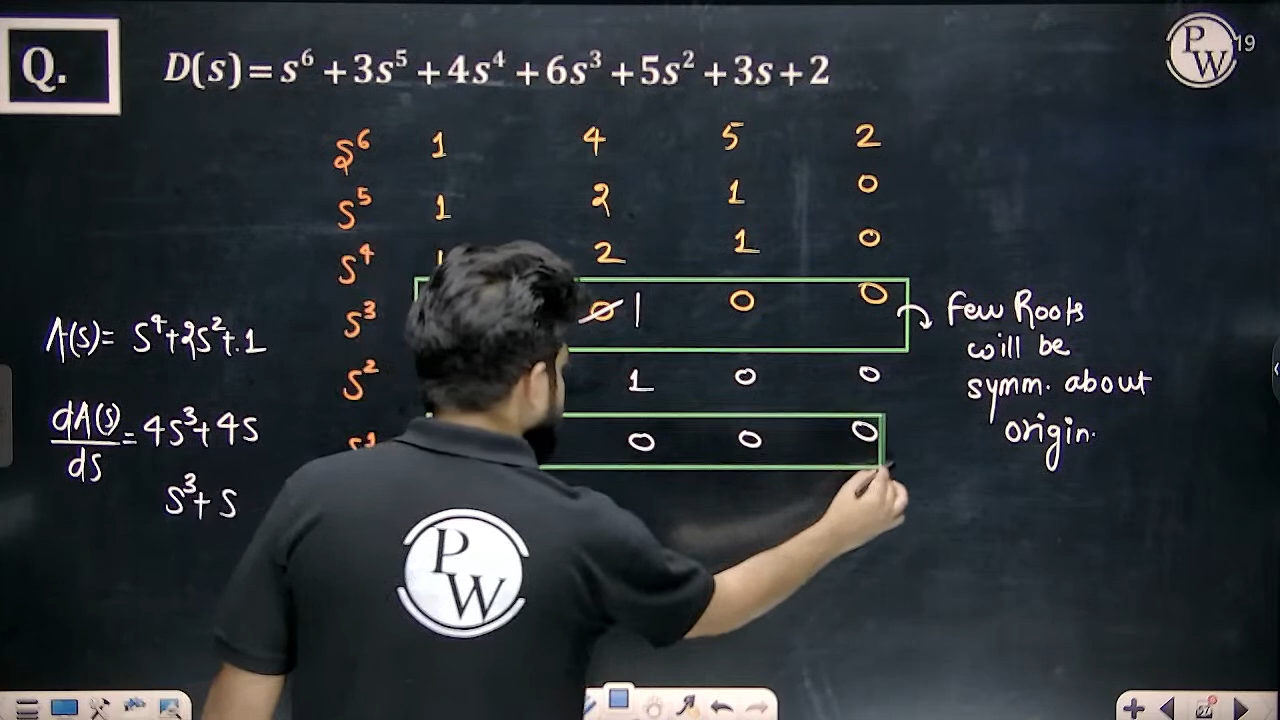 Q.
D(s) = s⁶ + 3s⁵ + 4s⁴ + 6s³ + 5s² + 3s + 2
PW
19
S⁶ 1 4 5 2
S⁵ 1 2 1 0
S⁴ 2 1 0
S³ 0 1 0 0
S² 1 0 0
0 0 0
Few Roots
will be
symm. about
origin.
A(s) = S⁴+2S²+.1
dA(s)/ds = 4S³+4S
S³+S
PW